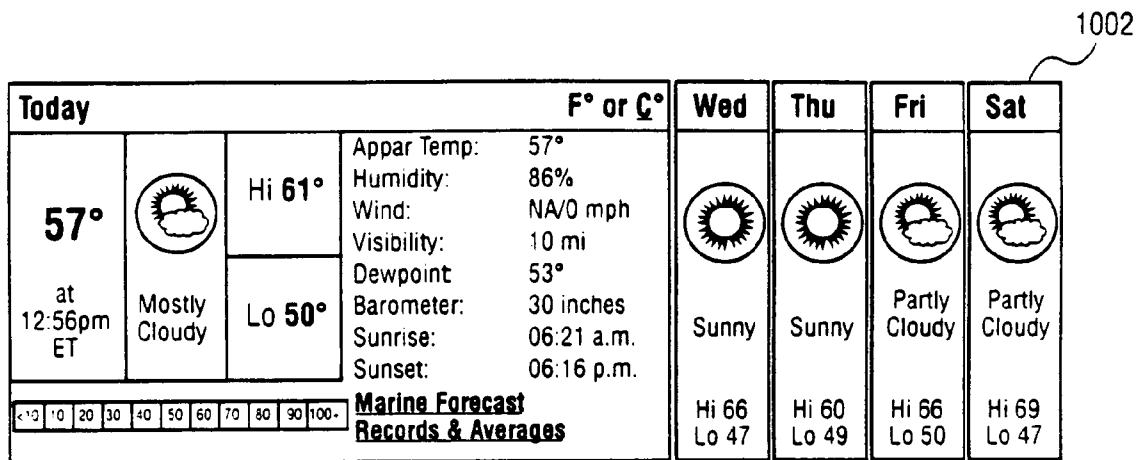 1002
Today F° or C°
57°
at
12:56pm
ET
Mostly
Cloudy
Hi 61°
Lo 50°
Appar Temp: 57°
Humidity: 86%
Wind: NA/0 mph
Visibility: 10 mi
Dewpoint 53°
Barometer: 30 inches
Sunrise: 06:21 a.m.
Sunset: 06:16 p.m.
<10 10 20 30 40 50 60 70 80 90 100+
Marine Forecast
Records & Averages
Wed
Sunny
Hi 66
Lo 47
Thu
Sunny
Hi 60
Lo 49
Fri
Partly
Cloudy
Hi 66
Lo 50
Sat
Partly
Cloudy
Hi 69
Lo 47